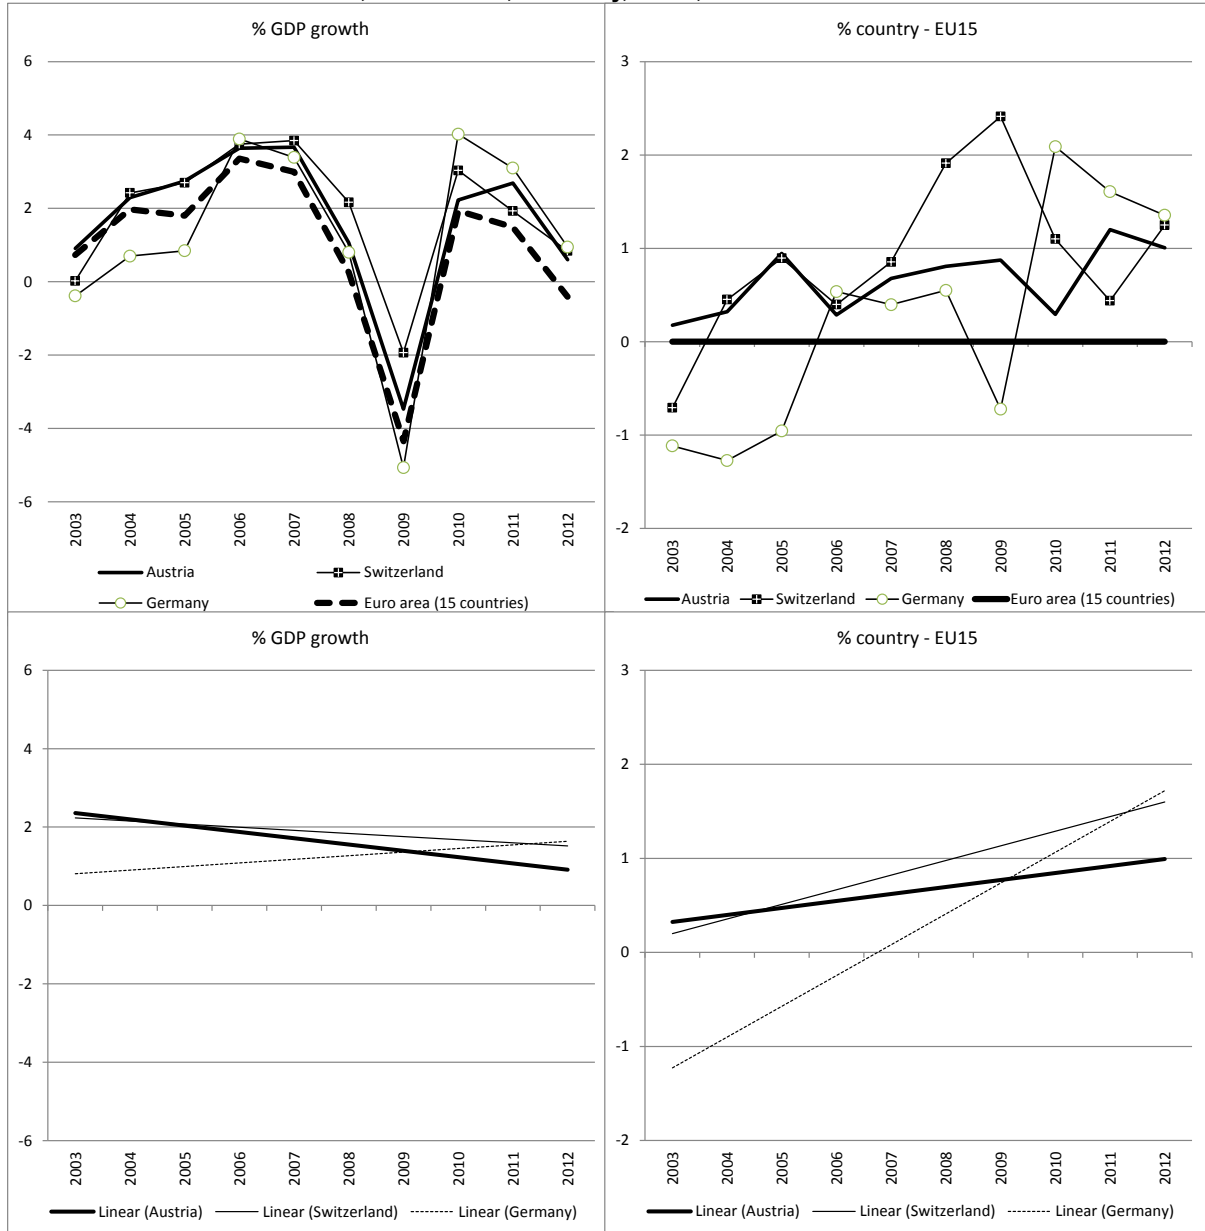 % GDP growth
6
4
2
0
-2
-4
-6
2003 2004 2005 2006 2007 2008 2009 2010 2011 2012
Austria Switzerland
Germany Euro area (15 countries)
% country - EU15
3
2
1
0
-1
-2
2003 2004 2005 2006 2007 2008 2009 2010 2011 2012
Austria Switzerland Germany Euro area (15 countries)
% GDP growth
6
4
2
0
-2
-4
-6
2003 2004 2005 2006 2007 2008 2009 2010 2011 2012
Linear (Austria) Linear (Switzerland) Linear (Germany)
% country - EU15
3
2
1
0
-1
-2
2003 2004 2005 2006 2007 2008 2009 2010 2011 2012
Linear (Austria) Linear (Switzerland) Linear (Germany)